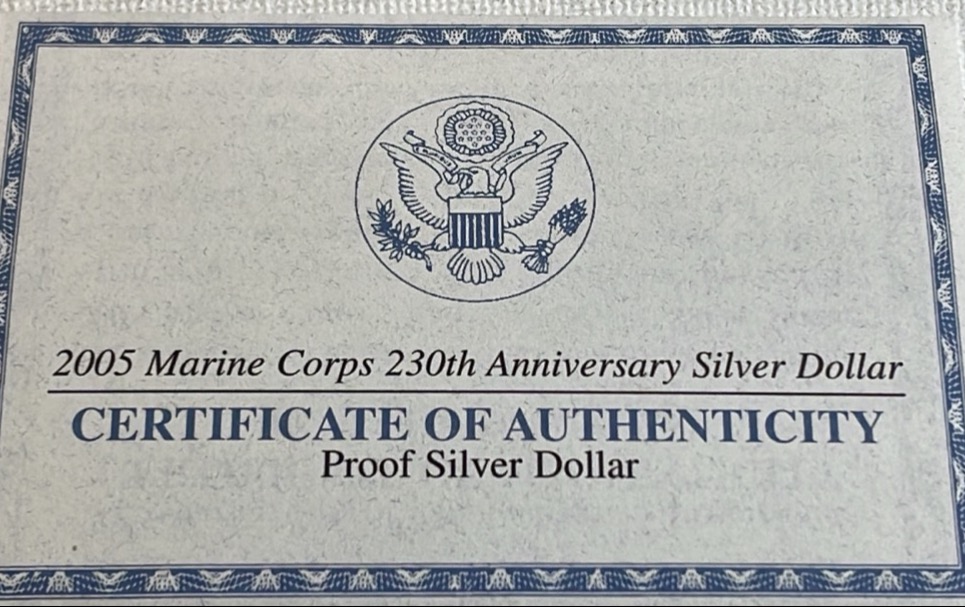 2005 Marine Corps 230th Anniversary Silver Dollar
CERTIFICATE OF AUTHENTICITY
Proof Silver Dollar